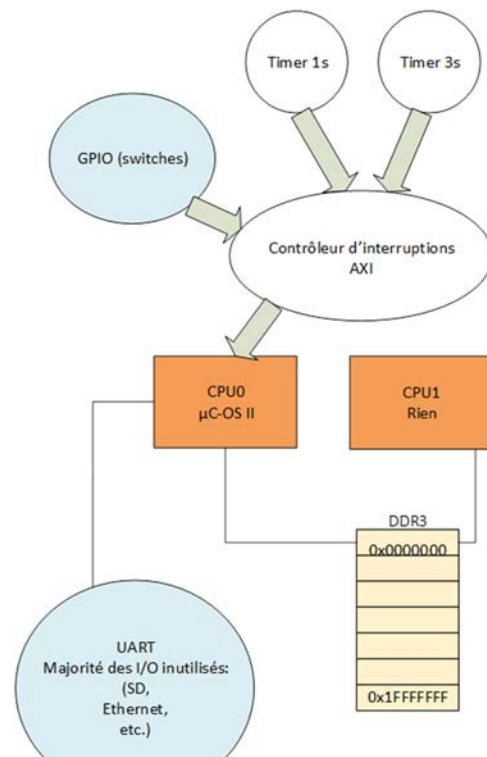 Timer 1s
Timer 3s
GPIO (switches)
Contrôleur d'interruptions
AXI
CPU0
µC-OS II
CPU1
Rien
DDR3
0x0000000
UART
Majorité des I/O inutilisés:
(SD,
Ethernet,
etc.)
0x1FFFFFFF